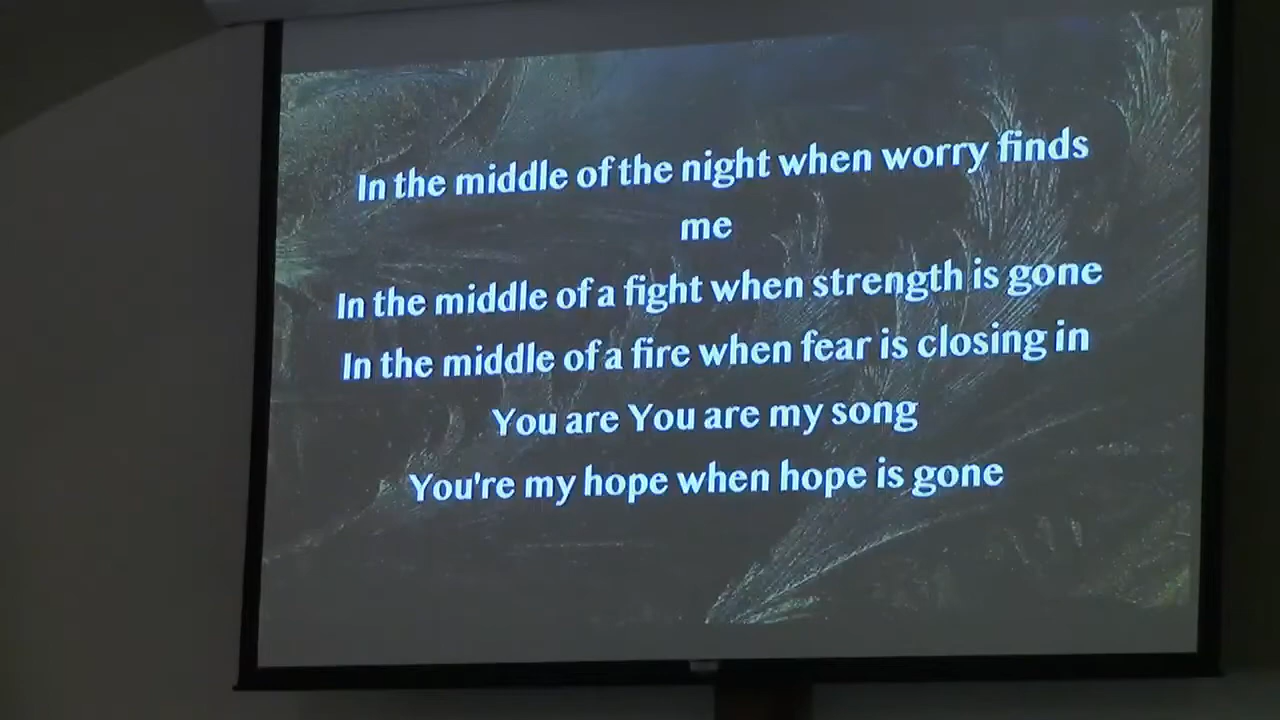 In the middle of the night when worry finds
me
In the middle of a fight when strength is gone
In the middle of a fire when fear is closing in
You are You are my song
You're my hope when hope is gone